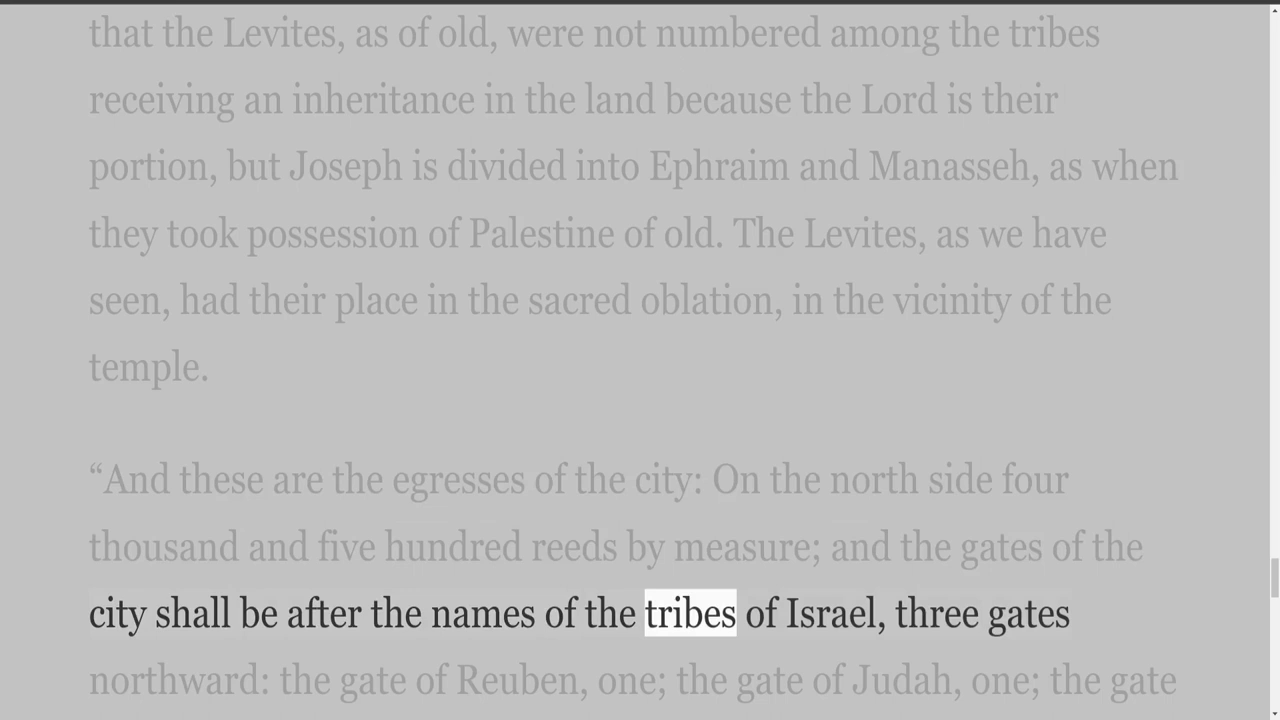 that the Levites, as of old, were not numbered among the tribes
receiving an inheritance in the land because the Lord is their
portion, but Joseph is divided into Ephraim and Manasseh, as when
they took possession of Palestine of old. The Levites, as we have
seen, had their place in the sacred oblation, in the vicinity of the
temple.
“And these are the egresses of the city: On the north side four
thousand and five hundred reeds by measure; and the gates of the
city shall be after the names of the tribes of Israel, three gates
northward: the gate of Reuben, one; the gate of Judah, one; the gate